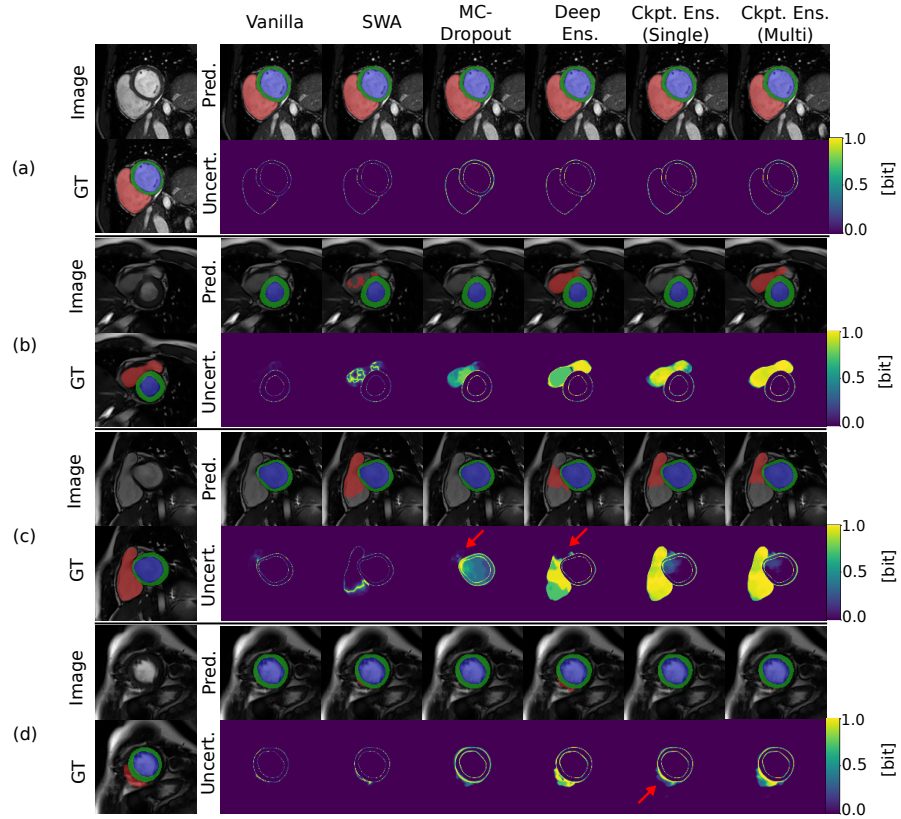 Vanilla SWA MC-Dropout Deep Ens. Ckpt. Ens. (Single) Ckpt. Ens. (Multi)
(a)
Image
GT
Pred.
Uncert.
1.0
0.5
0.0
[bit]
(b)
Image
GT
Pred.
Uncert.
1.0
0.5
0.0
[bit]
(c)
Image
GT
Pred.
Uncert.
1.0
0.5
0.0
[bit]
(d)
Image
GT
Pred.
Uncert.
1.0
0.5
0.0
[bit]